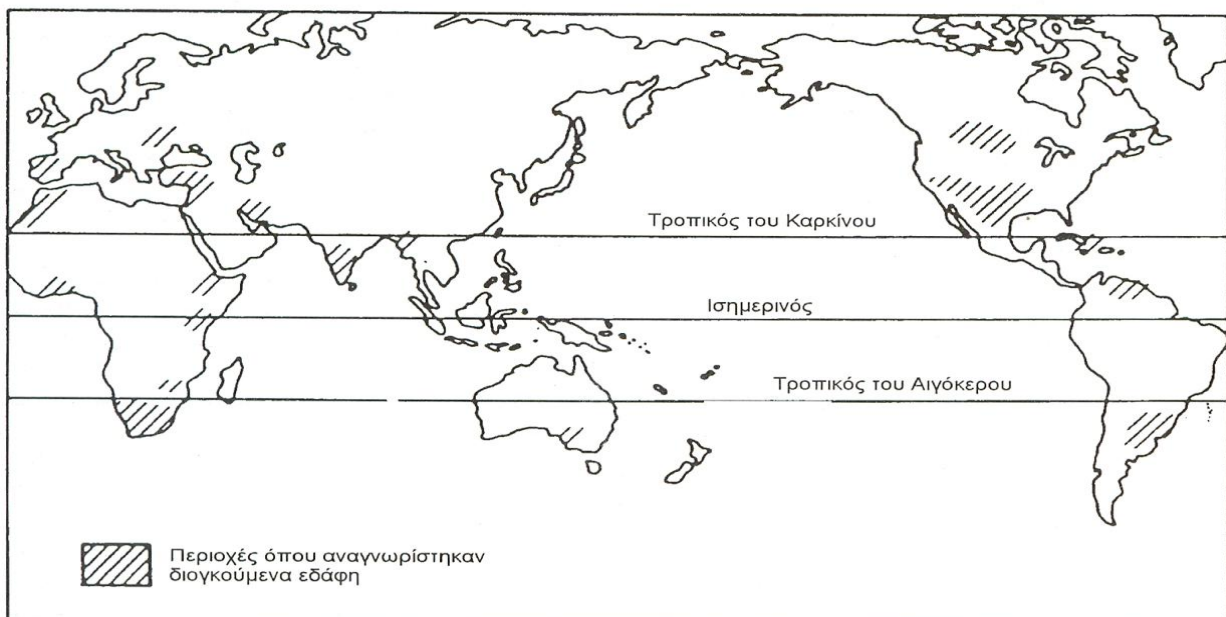 Τροπικός του Καρκίνου
Ισημερινός
Τροπικός του Αιγόκερου
Περιοχές όπου αναγνωρίστηκαν
διογκούμενα εδάφη